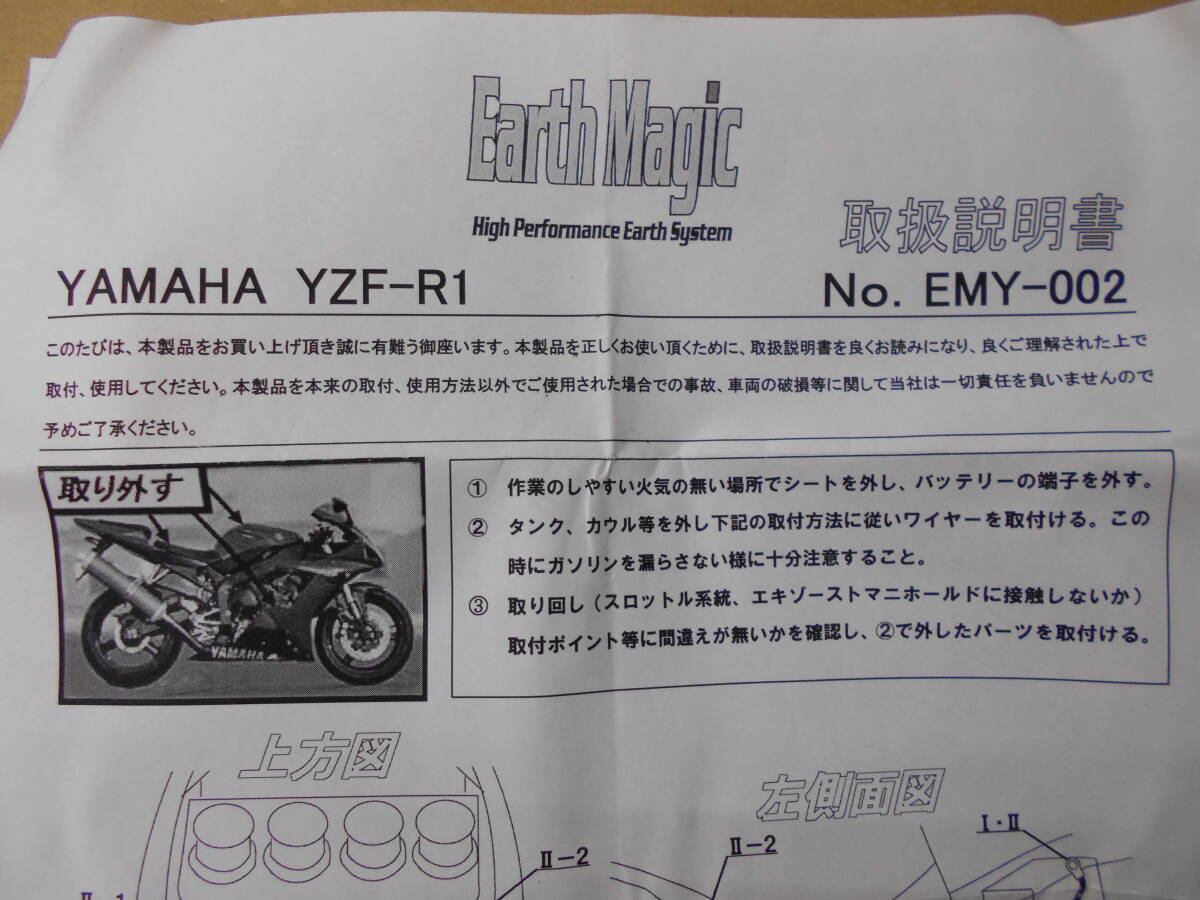 Earth Magic
High Performance Earth System
取扱説明書
YAMAHA YZF-R1
No. EMY-002
このたびは、本製品をお買い上げ頂き誠に有難う御座います。本製品を正しくお使い頂くために、取扱説明書を良くお読みになり、良くご理解された上で
取付、使用してください。本製品を本来の取付、使用方法以外でご使用された場合での事故、車両の破損等に関して当社は一切責任を負いませんので
予めご了承ください。
取り外す
YAMAHA
① 作業のしやすい火気の無い場所でシートを外し、バッテリーの端子を外す。
② タンク、カウル等を外し下記の取付方法に従いワイヤーを取付ける。この
時にガソリンを漏らさない様に十分注意すること。
③ 取り回し（スロットル系統、エキゾーストマニホールドに接触しないか）
取付ポイント等に間違えが無いかを確認し、②で外したパーツを取付ける。
上方図
左側面図
Ⅰ・Ⅱ
Ⅱ-2
Ⅱ-2
Ⅱ-1